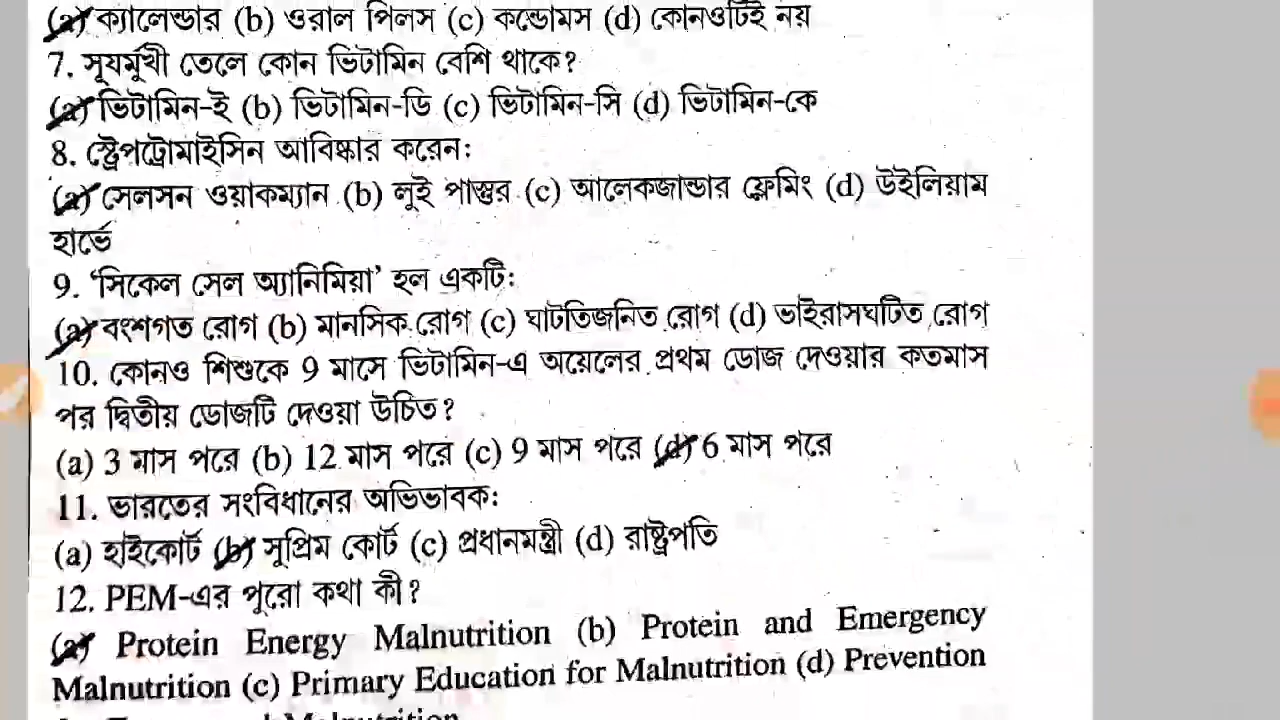 (a) ক্যালেন্ডার (b) ওরাল পিলস (c) কন্ডোমস (d) কোনওটিই নয়
7. সূযর্মুখী তেলে কোন ভিটামিন বেশি থাকে?
(a) ভিটামিন-ই (b) ভিটামিন-ডি (c) ভিটামিন-সি (d) ভিটামিন-কে
8. স্ট্রেপট্রোমাইসিন আবিষ্কার করেন:
(a) সেলসন ওয়াকম্যান (b) লুই পাস্তুর (c) আলেকজান্ডার ফ্লেমিং (d) উইলিয়াম
হার্ভে
9. ‘সিকেল সেল অ্যানিমিয়া’ হল একটি:
(a) বংশগত রোগ (b) মানসিক রোগ (c) ঘাটতিজনিত রোগ (d) ভাইরাসঘটিত রোগ
10. কোনও শিশুকে 9 মাসে ভিটামিন-এ অয়েলের প্রথম ডোজ দেওয়ার কতমাস
পর দ্বিতীয় ডোজটি দেওয়া উচিত?
(a) 3 মাস পরে (b) 12 মাস পরে (c) 9 মাস পরে (d) 6 মাস পরে
11. ভারতের সংবিধানের অভিভাবক:
(a) হাইকোর্ট (b) সুপ্রিম কোর্ট (c) প্রধানমন্ত্রী (d) রাষ্ট্রপতি
12. PEM-এর পুরো কথা কী?
(a) Protein Energy Malnutrition (b) Protein and Emergency
Malnutrition (c) Primary Education for Malnutrition (d) Prevention
Malnutrition